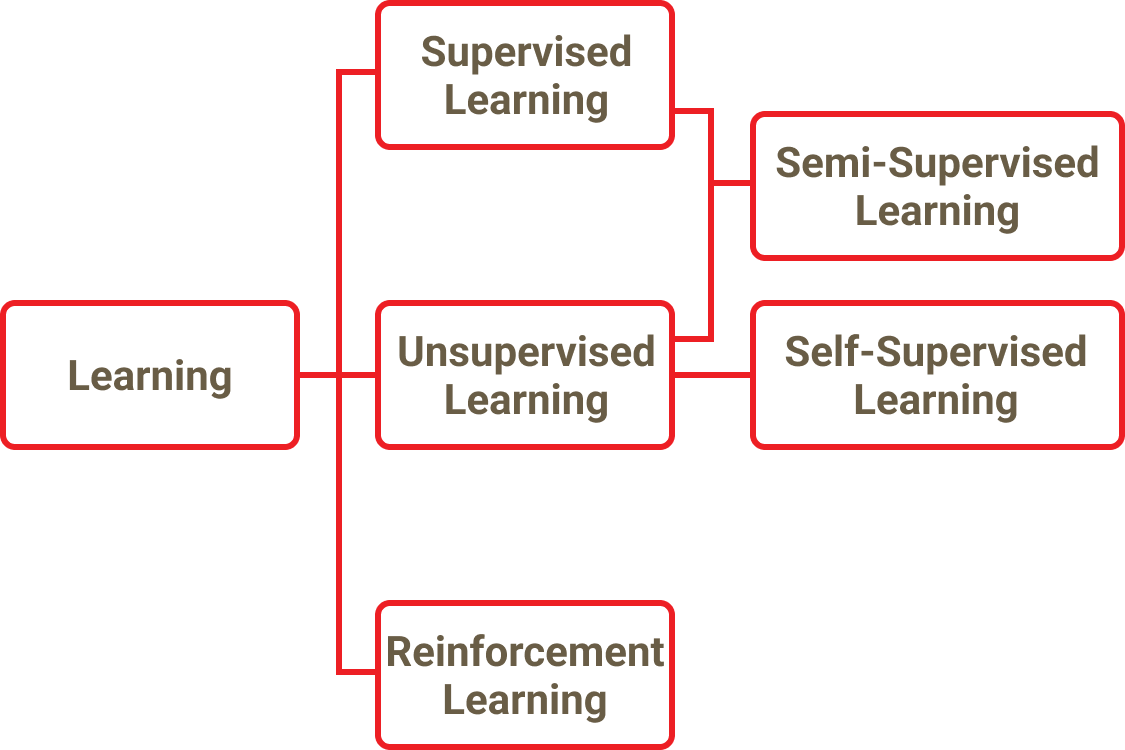 Supervised
Learning
Semi-Supervised
Learning
Learning
Unsupervised
Learning
Self-Supervised
Learning
Reinforcement
Learning